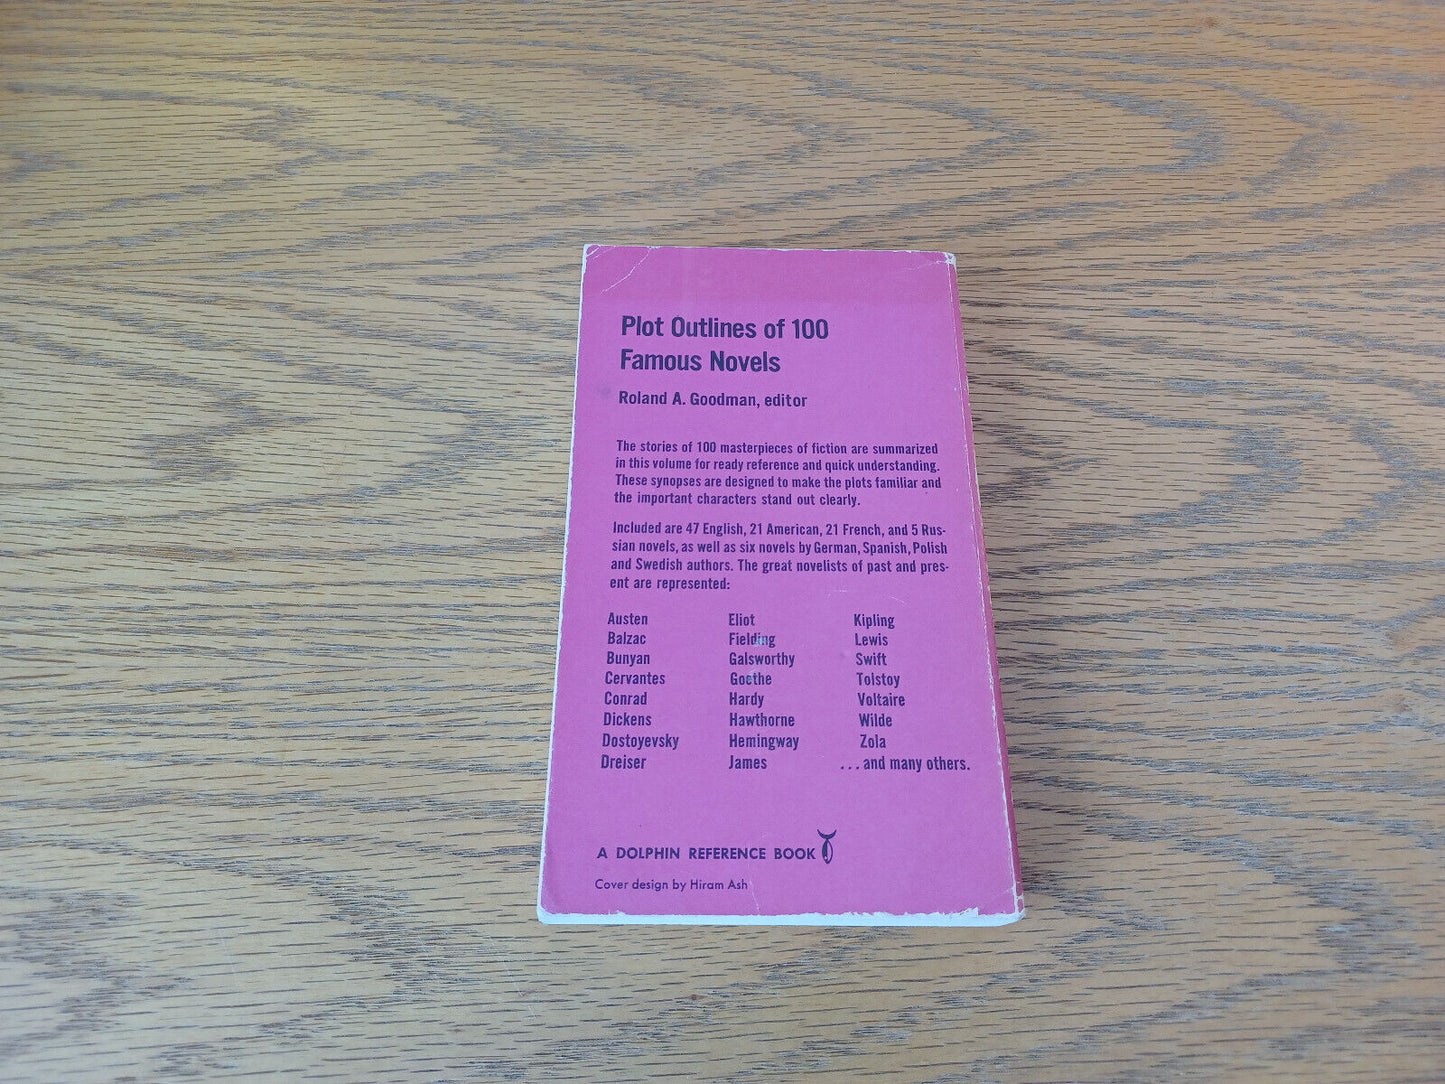 Plot Outlines of 100
Famous Novels
Roland A. Goodman, editor
The stories of 100 masterpieces of fiction are summarized
in this volume for ready reference and quick understanding.
These synopses are designed to make the plots familiar and
the important characters stand out clearly.
Included are 47 English, 21 American, 21 French, and 5 Rus-
sian novels, as well as six novels by German, Spanish, Polish
and Swedish authors. The great novelists of past and pres-
ent are represented:
Austen Eliot Kipling
Balzac Fielding Lewis
Bunyan Galsworthy Swift
Cervantes Goethe Tolstoy
Conrad Hardy Voltaire
Dickens Hawthorne Wilde
Dostoyevsky Hemingway Zola
Dreiser James ...and many others.
A DOLPHIN REFERENCE BOOK
Cover design by Hiram Ash